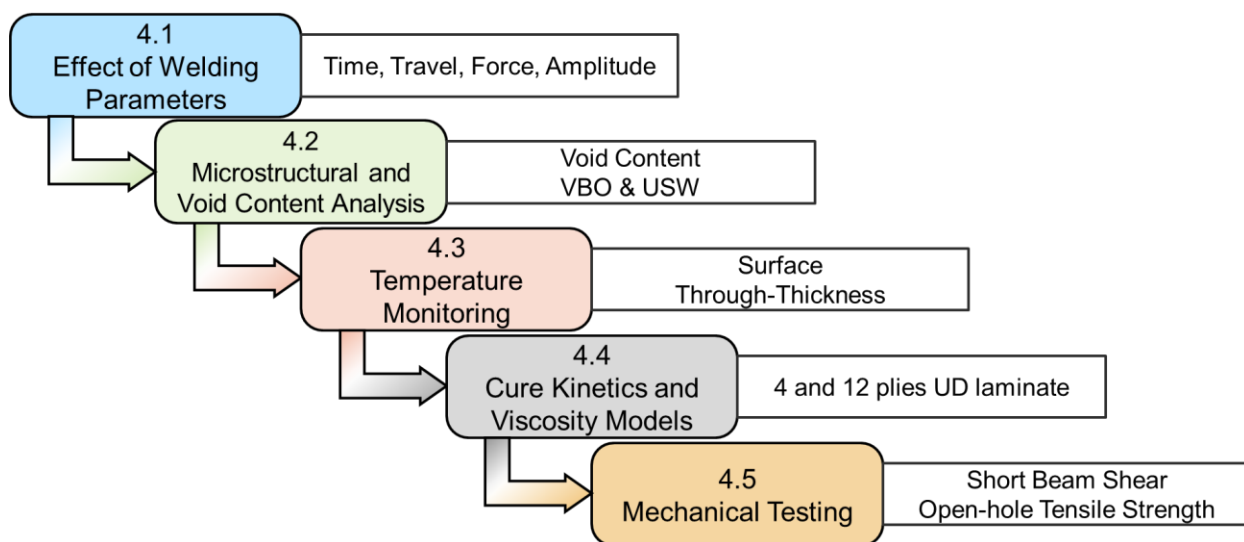 4.1
Effect of Welding
Parameters
Time, Travel, Force, Amplitude
4.2
Microstructural and
Void Content Analysis
Void Content
VBO & USW
4.3
Temperature
Monitoring
Surface
Through-Thickness
4.4
Cure Kinetics and
Viscosity Models
4 and 12 plies UD laminate
4.5
Mechanical Testing
Short Beam Shear
Open-hole Tensile Strength